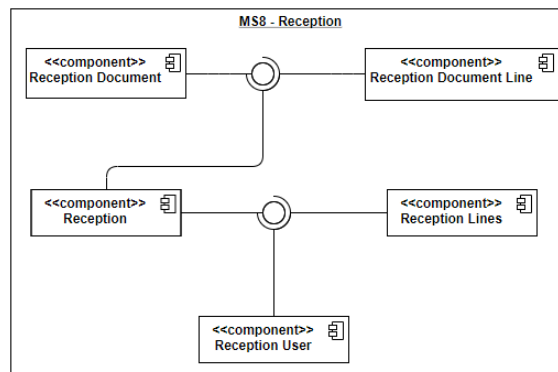 MS8 - Reception
<<component>>
Reception Document
<<component>>
Reception Document Line
<<component>>
Reception
<<component>>
Reception Lines
<<component>>
Reception User